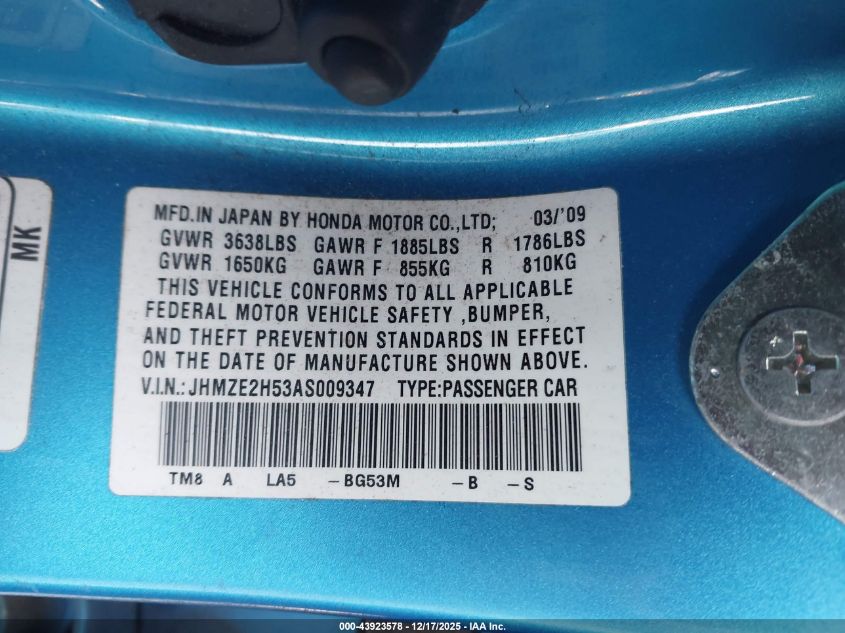 MK
MFD.IN JAPAN BY HONDA MOTOR CO.,LTD; 03/'09
GVWR 3638LBS GAWR F 1885LBS R 1786LBS
GVWR 1650KG GAWR F 855KG R 810KG
THIS VEHICLE CONFORMS TO ALL APPLICABLE
FEDERAL MOTOR VEHICLE SAFETY ,BUMPER,
AND THEFT PREVENTION STANDARDS IN EFFECT
ON THE DATE OF MANUFACTURE SHOWN ABOVE.
V.I.N.: JHMZE2H53AS009347 TYPE:PASSENGER CAR
TM8 A LA5 -BG53M -B -S
000-43923578 - 12/17/2025 - IAA Inc.